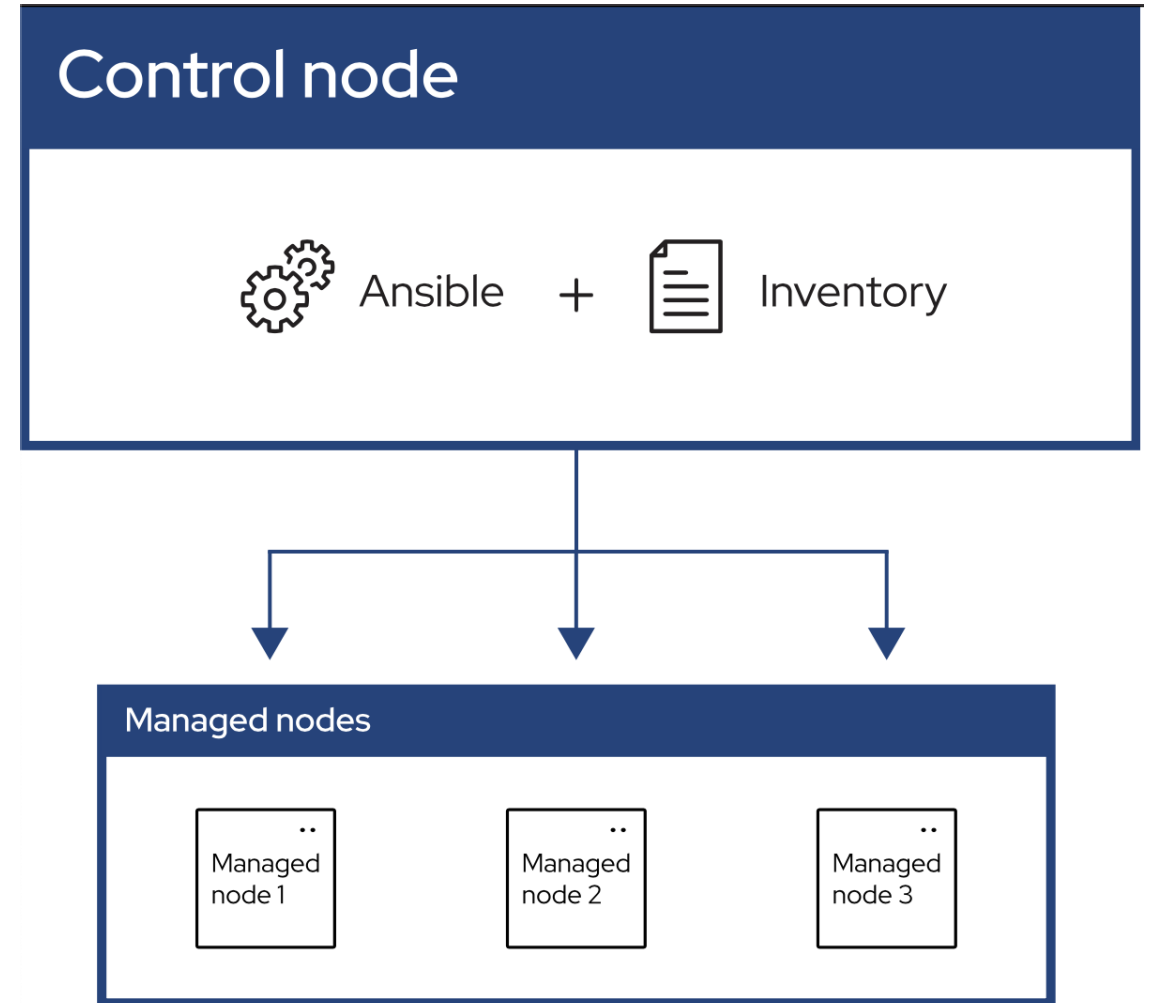 Control node
Ansible + Inventory
Managed nodes
Managed
node 1
Managed
node 2
Managed
node 3